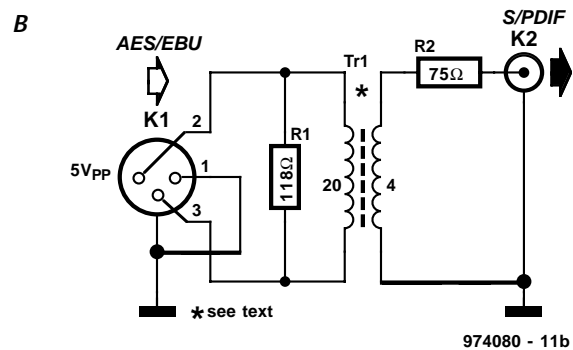 B
AES/EBU
S/PDIF
K2
Tr1
*
R2
75Ω
K1
2
5VPP
1
3
R1
118Ω
20
4
* see text
974080 - 11b